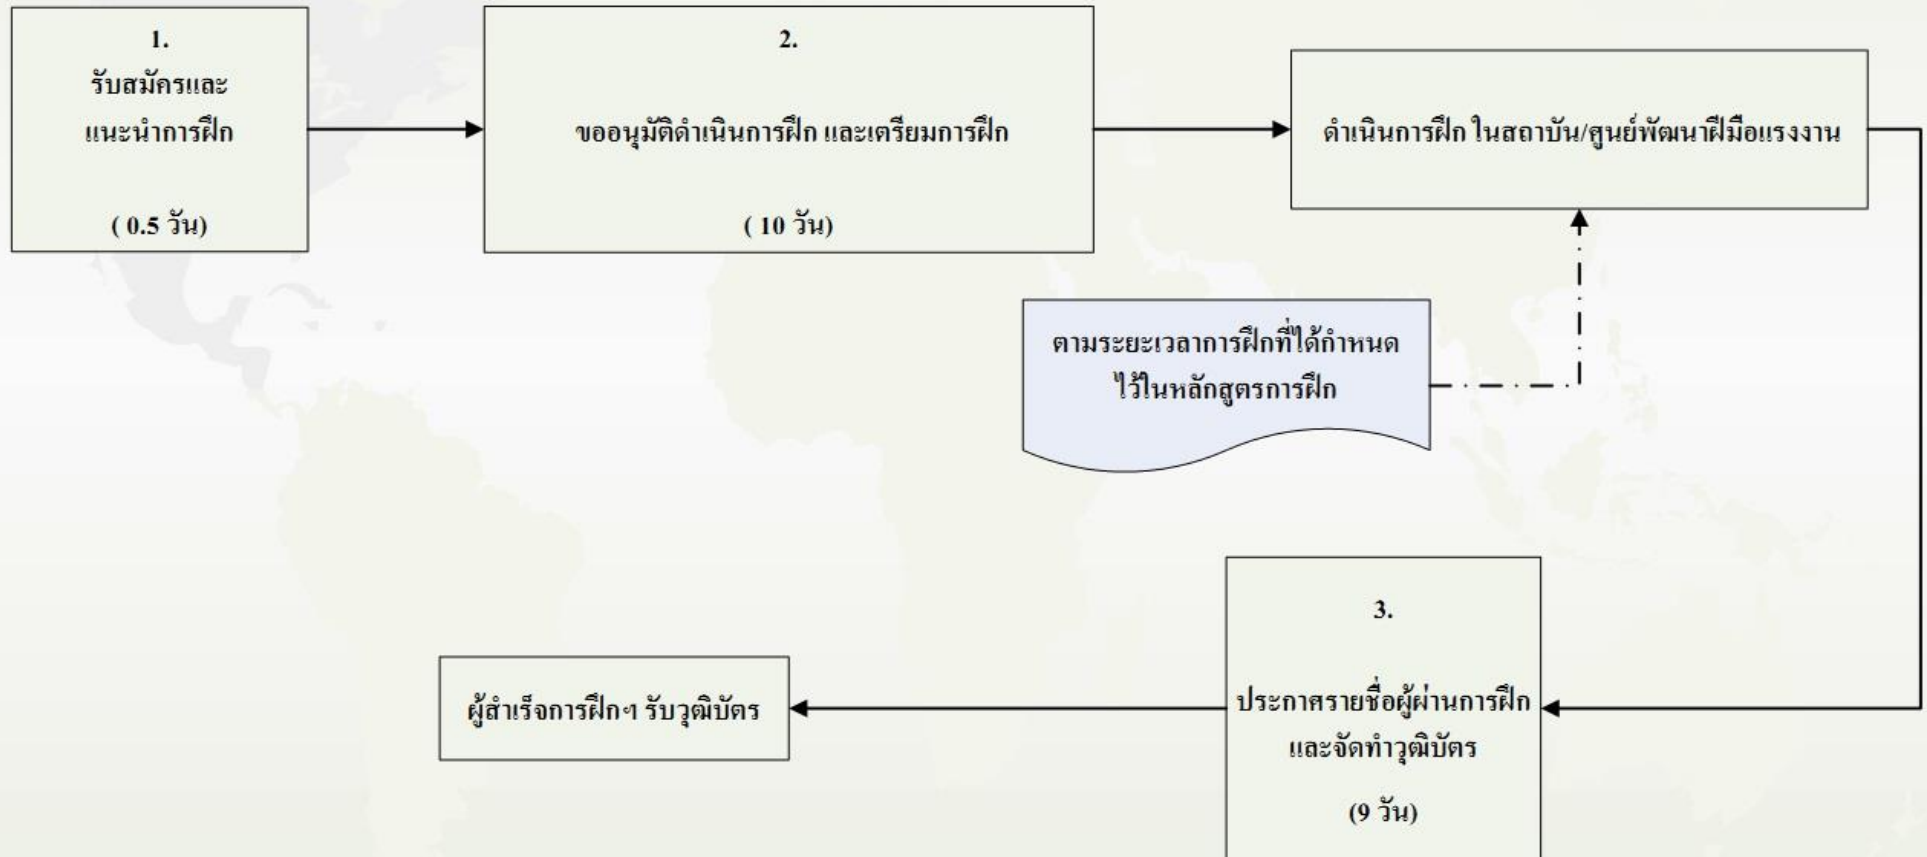 1.
รับสมัครและ
แนะนำการฝึก
( 0.5 วัน)
2.
ขออนุมัติดำเนินการฝึก และเตรียมการฝึก
( 10 วัน)
ดำเนินการฝึก ในสถาบัน/ศูนย์พัฒนาฝีมือแรงงาน
ตามระยะเวลาการฝึกที่ได้กำหนด
ไว้ในหลักสูตรการฝึก
3.
ประกาศรายชื่อผู้ผ่านการฝึก
และจัดทำวุฒิบัตร
(9 วัน)
ผู้สำเร็จการฝึกฯ รับวุฒิบัตร